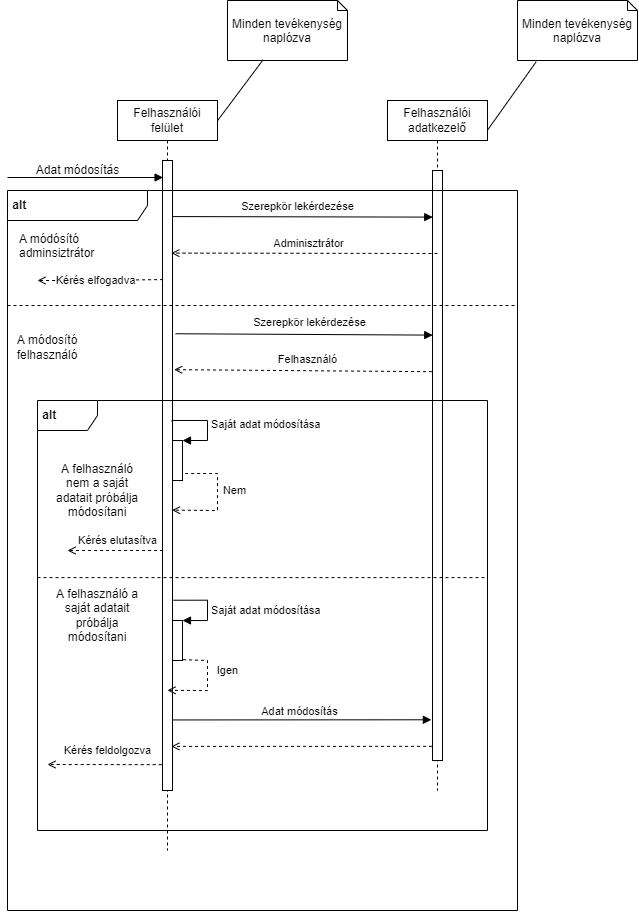 Minden tevékenység
naplózva
Minden tevékenység
naplózva
Felhasználói
felület
Felhasználói
adatkezelő
Adat módosítás
alt
Szerepkör lekérdezése
A módósító
adminsiztrátor
Adminisztrátor
Kérés elfogadva
Szerepkör lekérdezése
A módosító
felhasználó
Felhasználó
alt
Saját adat módosítása
A felhasználó
nem a saját
adatait próbálja
módosítani
Nem
Kérés elutasítva
A felhasználó a
saját adatait
próbálja
módosítani
Saját adat módosítása
Igen
Adat módosítás
Kérés feldolgozva